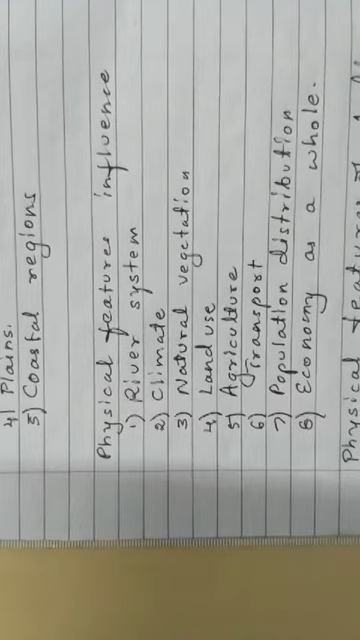 4) Plains.
5) Coastal regions
Physical features influence
1) River system
2) Climate
3) Natural vegetation
4) Land use
5) Agriculture
6) Transport
7) Population distribution
8) Economy as a whole.
Physical features